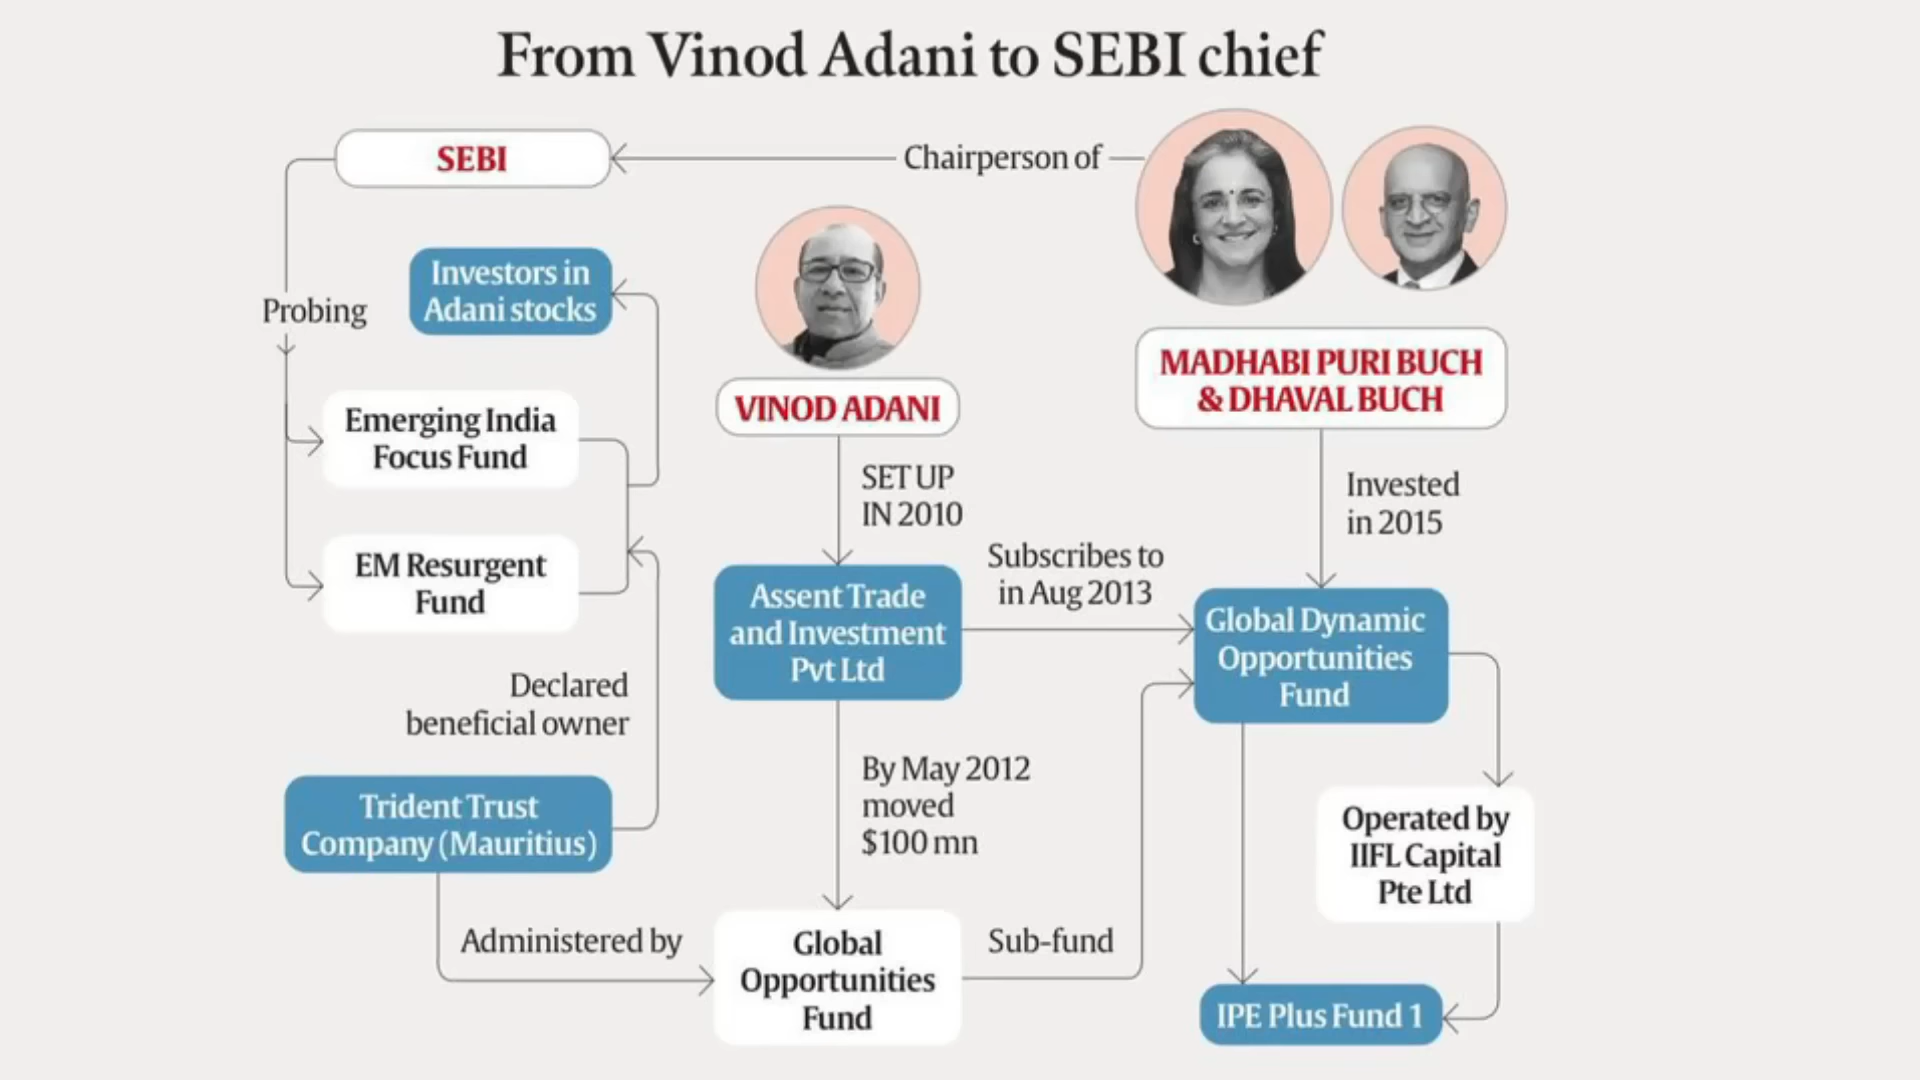 From Vinod Adani to SEBI chief
SEBI
Chairperson of
Investors in
Adani stocks
Probing
VINOD ADANI
MADHABI PURI BUCH
& DHAVAL BUCH
Emerging India
Focus Fund
SET UP
IN 2010
Invested
in 2015
EM Resurgent
Fund
Assent Trade
and Investment
Pvt Ltd
Subscribes to
in Aug 2013
Global Dynamic
Opportunities
Fund
Declared
beneficial owner
By May 2012
moved
$100 mn
Trident Trust
Company (Mauritius)
Operated by
IIFL Capital
Pte Ltd
Administered by
Global
Opportunities
Fund
Sub-fund
IPE Plus Fund 1